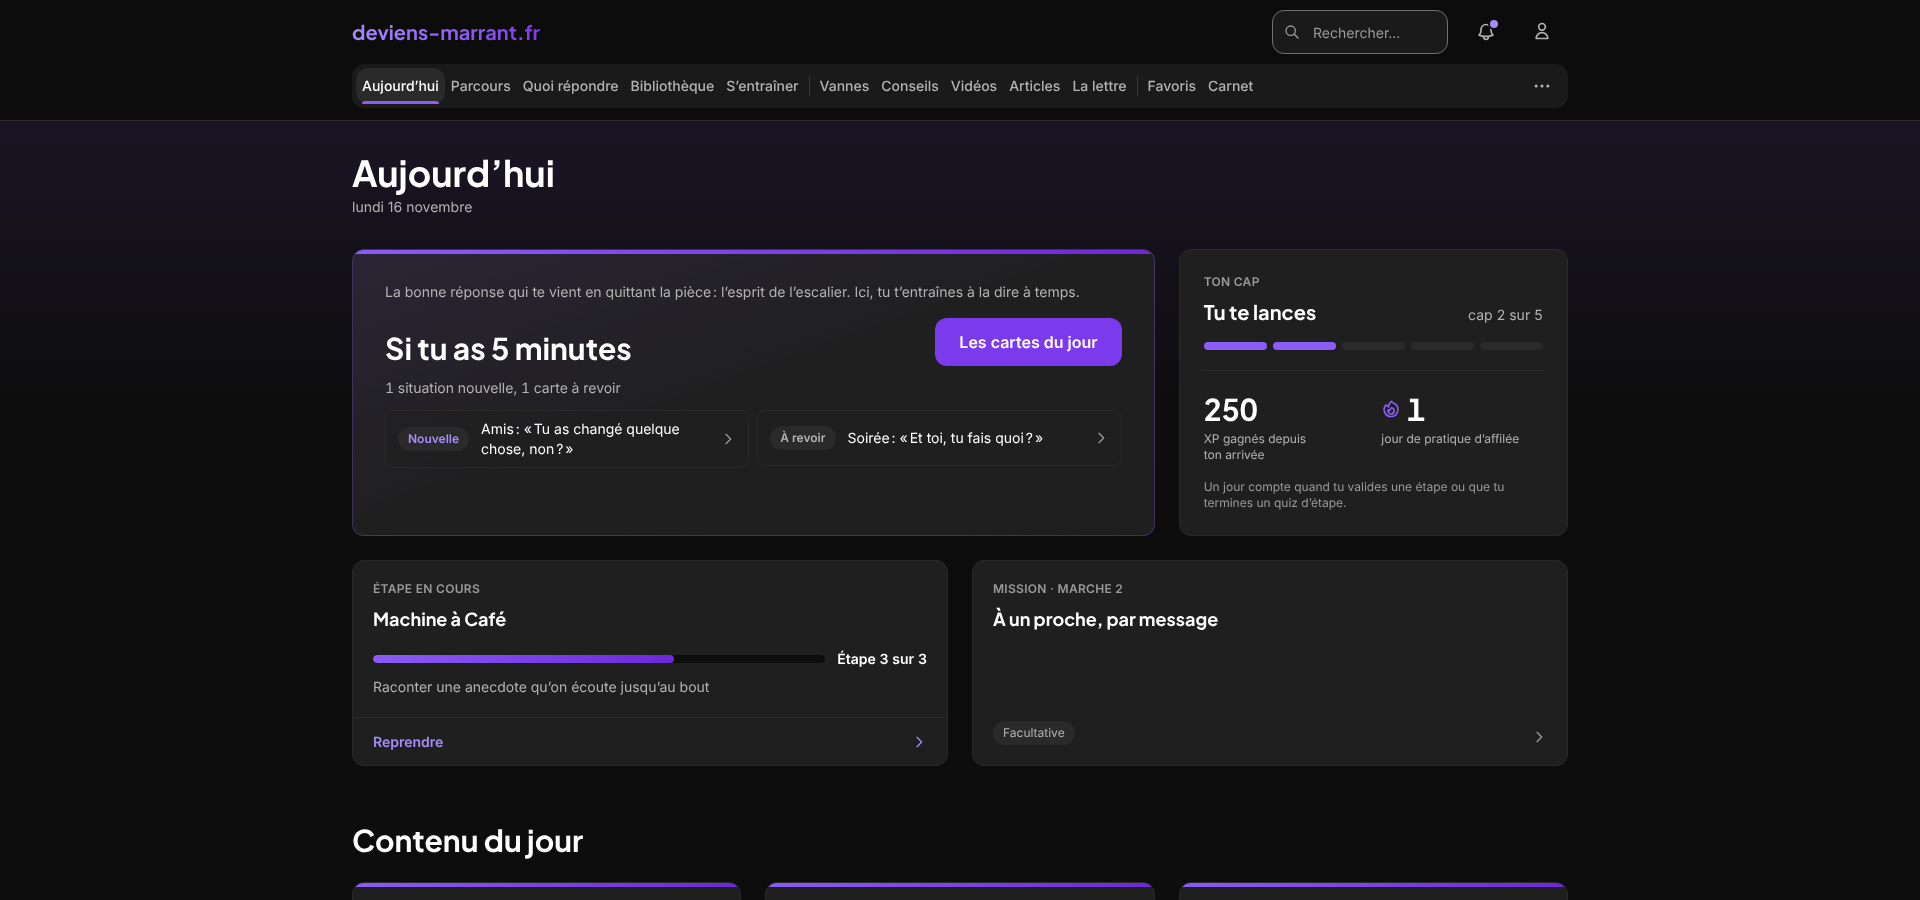 deviens-marrant.fr
Rechercher...
Aujourd’hui
Parcours
Quoi répondre
Bibliothèque
S’entraîner
Vannes
Conseils
Vidéos
Articles
La lettre
Favoris
Carnet
Aujourd’hui
lundi 16 novembre
La bonne réponse qui te vient en quittant la pièce : l’esprit de l’escalier. Ici, tu t’entraînes à la dire à temps.
Si tu as 5 minutes
Les cartes du jour
1 situation nouvelle, 1 carte à revoir
Nouvelle
Amis : « Tu as changé quelque
chose, non ? »
À revoir
Soirée : « Et toi, tu fais quoi ? »
TON CAP
Tu te lances
cap 2 sur 5
250
XP gagnés depuis
ton arrivée
1
jour de pratique d’affilée
Un jour compte quand tu valides une étape ou que tu
termines un quiz d’étape.
ÉTAPE EN COURS
Machine à Café
Étape 3 sur 3
Raconter une anecdote qu’on écoute jusqu’au bout
Reprendre
MISSION · MARCHE 2
À un proche, par message
Facultative
Contenu du jour